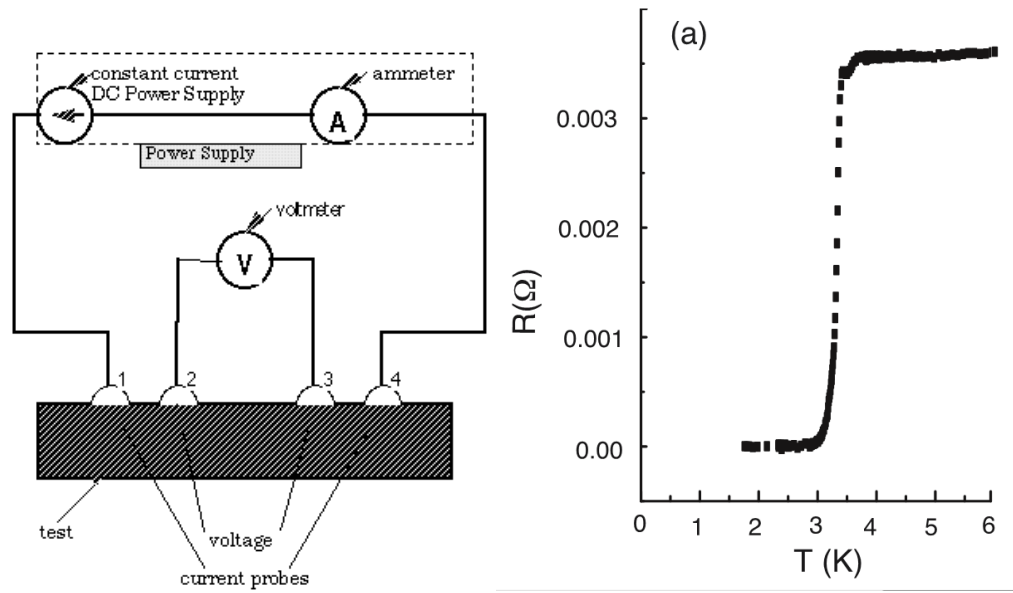 constant current
DC Power Supply
ammeter
A
Power Supply
voltmeter
V
1
2
3
4
test
voltage
current probes
(a)
0.003
0.002
0.001
0.00
R(Ω)
0 1 2 3 4 5 6
T (K)